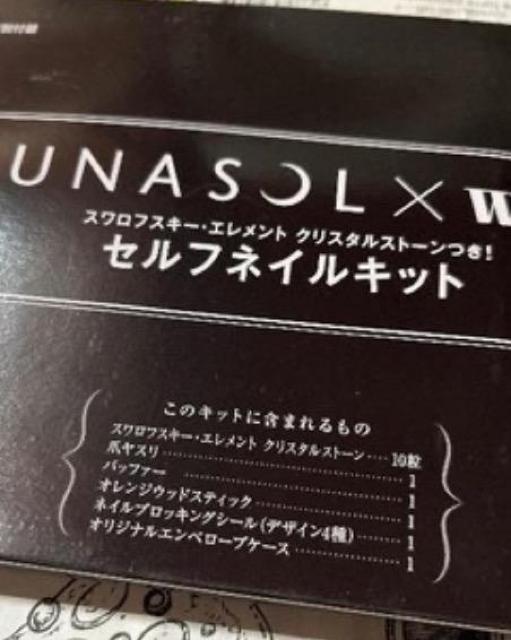 UNASOL×W
スワロフスキー・エレメント クリスタルストーンつき!
セルフネイルキット
このキットに含まれるもの
スワロフスキー・エレメント クリスタルストーン‥‥10粒
爪ヤスリ‥‥‥‥‥‥‥‥‥‥‥‥‥‥‥‥1
バッファー‥‥‥‥‥‥‥‥‥‥‥‥‥‥‥1
オレンジウッドスティック‥‥‥‥‥‥‥‥‥1
ネイルブロッキングシール(デザイン4種)‥‥‥1
オリジナルエンベロープケース‥‥‥‥‥‥‥1